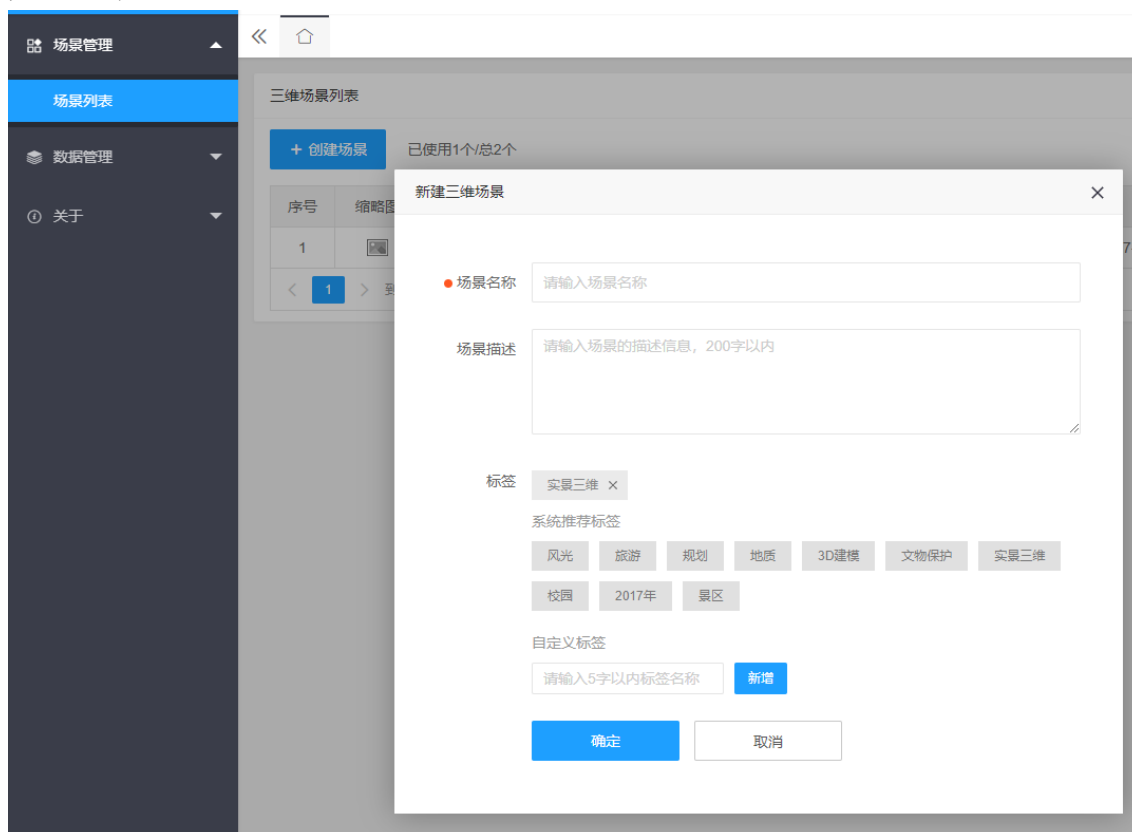 场景管理
场景列表
数据管理
关于
三维场景列表
+ 创建场景 已使用1个/总2个
序号 缩略图
1
1 到
新建三维场景
场景名称 请输入场景名称
场景描述 请输入场景的描述信息，200字以内
标签 实景三维
系统推荐标签
风光 旅游 规划 地质 3D建模 文物保护 实景三维
校园 2017年 景区
自定义标签
请输入5字以内标签名称 新增
确定 取消